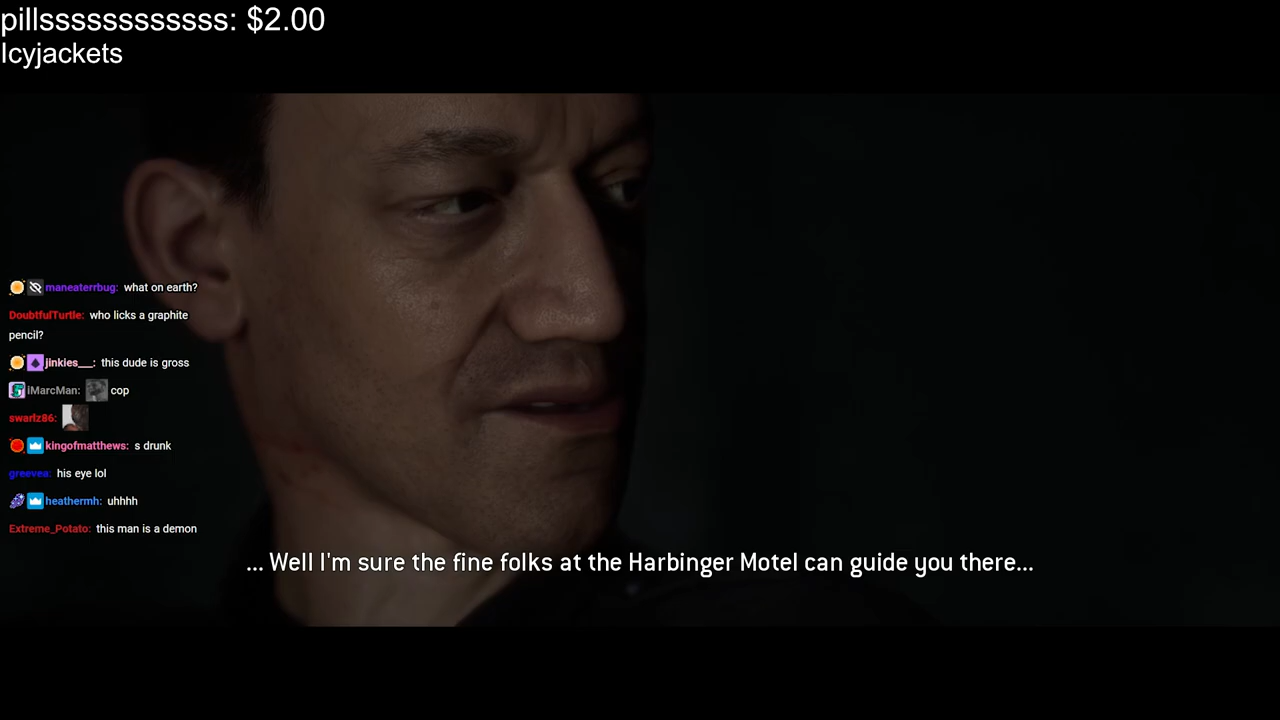 pillsssssssssssss: $2.00
Icyjackets
maneaterrbug: what on earth?
DoubtfulTurtle: who licks a graphite
pencil?
jinkies___: this dude is gross
iMarcMan: cop
swarlz86:
kingofmatthews: s drunk
greevea: his eye lol
heathermh: uhhhh
Extreme_Potato: this man is a demon
... Well I'm sure the fine folks at the Harbinger Motel can guide you there...